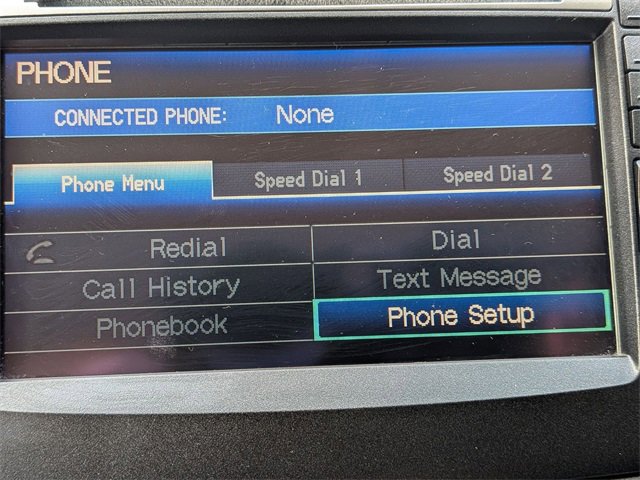 PHONE
CONNECTED PHONE: None
Phone Menu Speed Dial 1 Speed Dial 2
Redial Dial
Call History Text Message
Phonebook Phone Setup